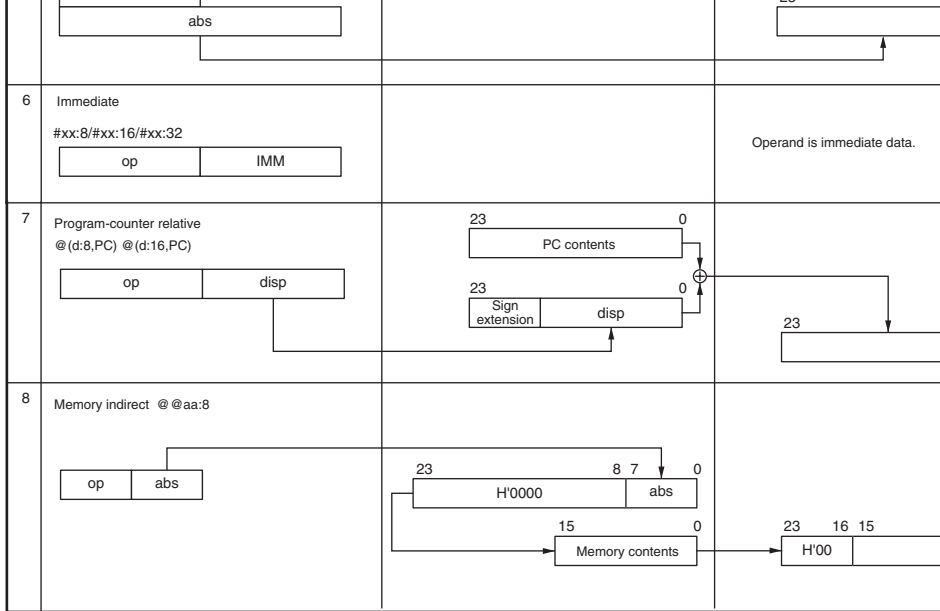 23
abs
6
Immediate
#xx:8/#xx:16/#xx:32
op IMM
Operand is immediate data.
7
Program-counter relative
@(d:8,PC) @(d:16,PC)
op disp
23 0
PC contents
23 0
Sign
extension
disp
23
8
Memory indirect @@aa:8
op abs
23 8 7 0
H'0000 abs
15 0
Memory contents
23 16 15
H'00